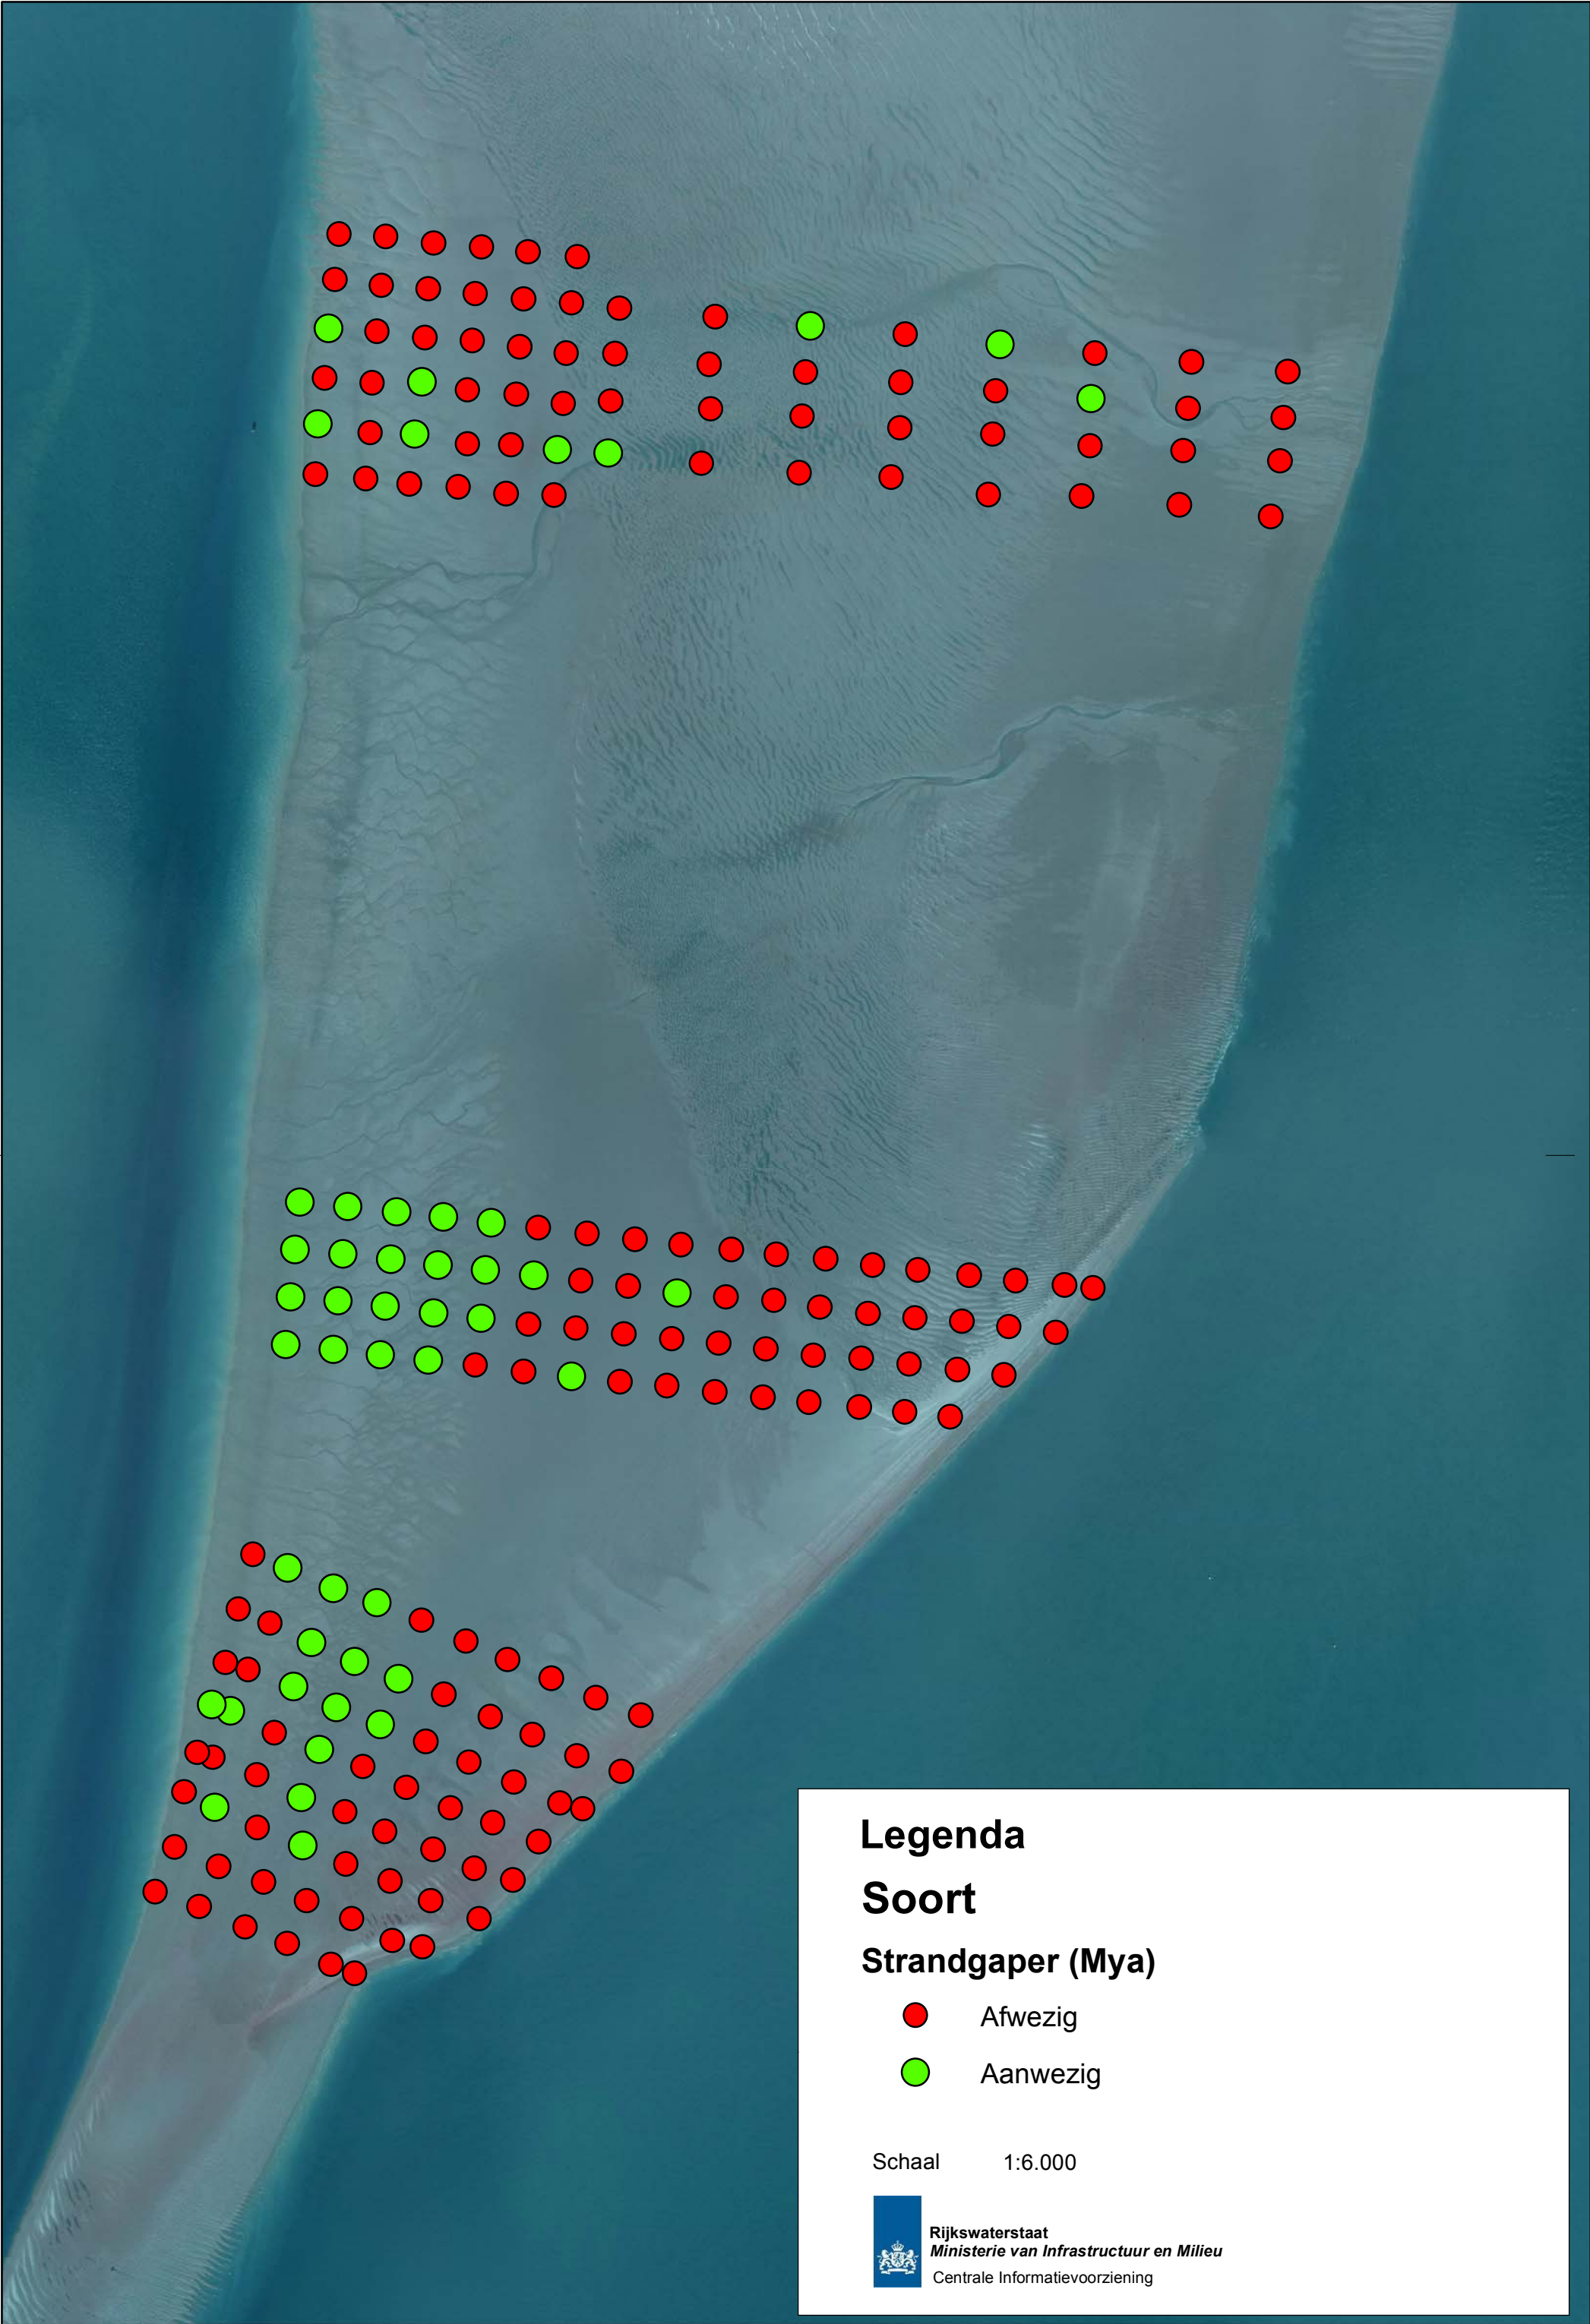 Legenda
Soort
Strandgaper (Mya)
Afwezig
Aanwezig
Schaal 1:6.000
Rijkswaterstaat
Ministerie van Infrastructuur en Milieu
Centrale Informatievoorziening